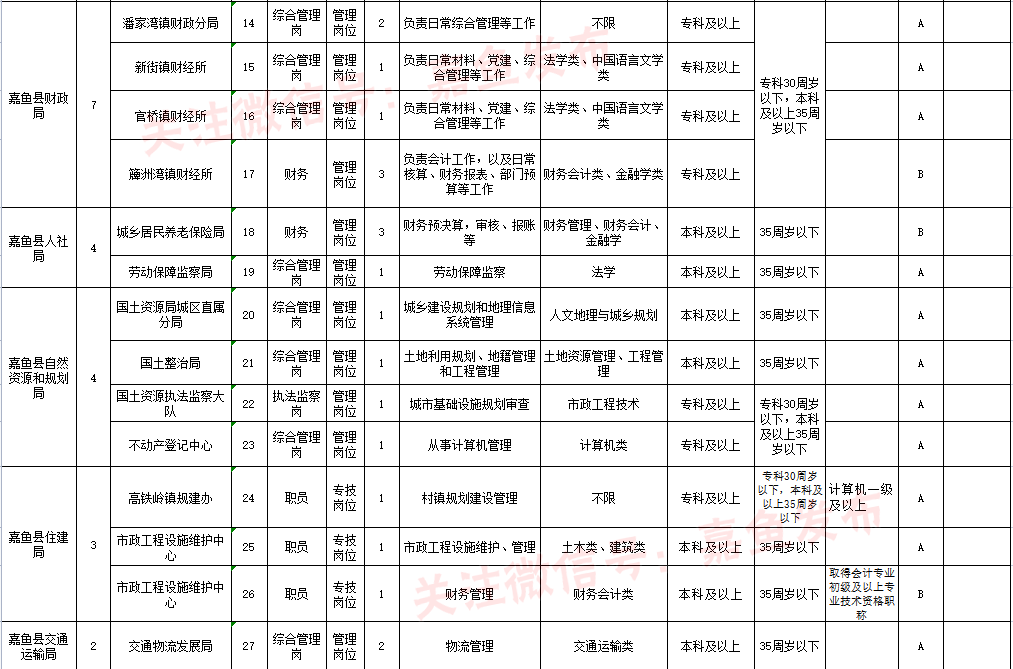 嘉鱼县财政局 7
潘家湾镇财政分局 14 综合管理岗 管理岗位 2 负责日常综合管理等工作 不限 专科及以上 专科30周岁以下，本科及以上35周岁以下 A
新街镇财经所 15 综合管理岗 管理岗位 1 负责日常材料、党建、综合管理等工作 法学类、中国语言文学类 专科及以上 A
官桥镇财经所 16 综合管理岗 管理岗位 1 负责日常材料、党建、综合管理等工作 法学类、中国语言文学类 专科及以上 A
簰洲湾镇财经所 17 财务 管理岗位 3 负责会计工作，以及日常核算、财务报表、部门预算等工作 财务会计类、金融学类 专科及以上 B
嘉鱼县人社局 4
城乡居民养老保险局 18 财务 管理岗位 3 财务预决算，审核、报账等 财务管理、财务会计、金融学 本科及以上 35周岁以下 B
劳动保障监察局 19 综合管理岗 管理岗位 1 劳动保障监察 法学 本科及以上 35周岁以下 A
嘉鱼县自然资源和规划局 4
国土资源局城区直属分局 20 综合管理岗 管理岗位 1 城乡建设规划和地理信息系统管理 人文地理与城乡规划 本科及以上 35周岁以下 A
国土整治局 21 综合管理岗 管理岗位 1 土地利用规划、地籍管理和工程管理 土地资源管理、工程管理 本科及以上 35周岁以下 A
国土资源执法监察大队 22 执法监察岗 管理岗位 1 城市基础设施规划审查 市政工程技术 专科及以上 专科30周岁以下，本科及以上35周岁以下 A
不动产登记中心 23 综合管理岗 管理岗位 1 从事计算机管理 计算机类 专科及以上 A
嘉鱼县住建局 3
高铁岭镇规建办 24 职员 专技岗位 1 村镇规划建设管理 不限 专科及以上 专科30周岁以下，本科及以上35周岁以下 计算机一级及以上 A
市政工程设施维护中心 25 职员 专技岗位 1 市政工程设施维护、管理 土木类、建筑类 本科及以上 35周岁以下 A
市政工程设施维护中心 26 职员 专技岗位 1 财务管理 财务会计类 本科及以上 35周岁以下 取得会计专业初级及以上专业技术资格职称 B
嘉鱼县交通运输局 2
交通物流发展局 27 综合管理岗 管理岗位 2 物流管理 交通运输类 本科及以上 35周岁以下 A
关注微信号：嘉鱼发布
关注微信号：嘉鱼发布